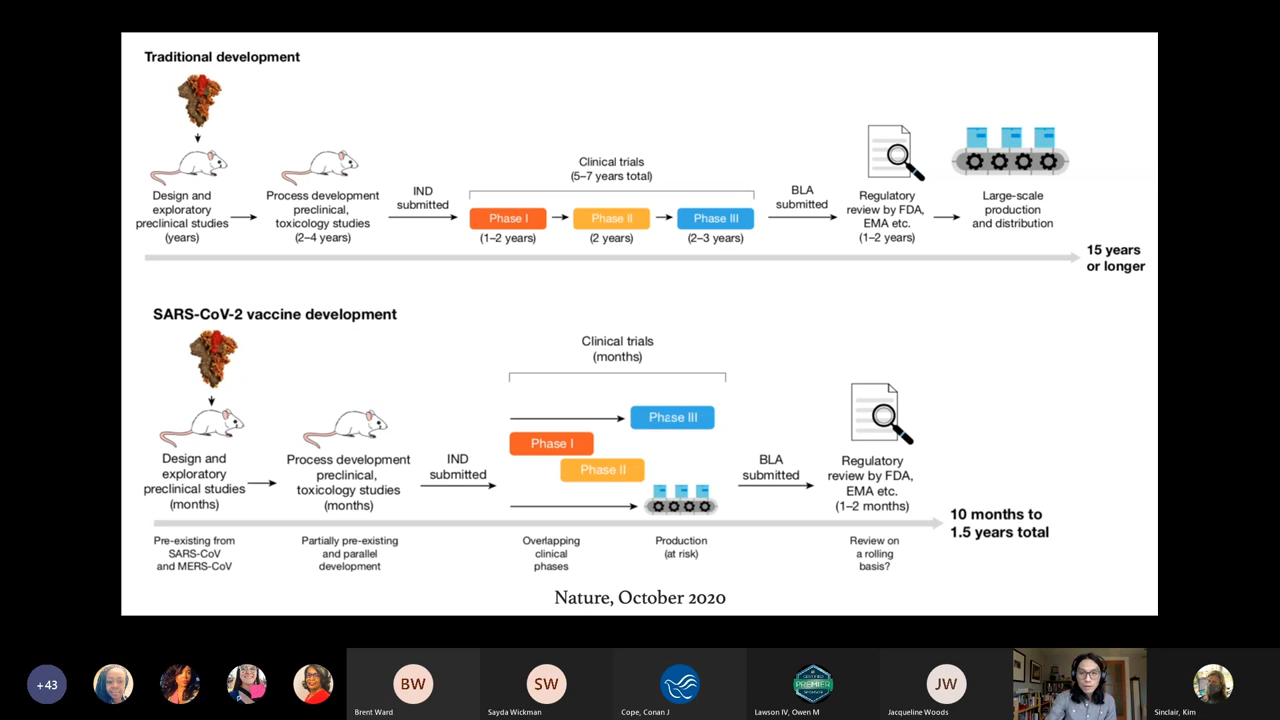 Traditional development
Design and
exploratory
preclinical studies
(years)
Process development
preclinical,
toxicology studies
(2–4 years)
IND
submitted
Clinical trials
(5–7 years total)
Phase I
Phase II
Phase III
(1–2 years)
(2 years)
(2–3 years)
BLA
submitted
Regulatory
review by FDA,
EMA etc.
(1–2 years)
Large-scale
production
and distribution
15 years
or longer
SARS-CoV-2 vaccine development
Design and
exploratory
preclinical studies
(months)
Process development
preclinical,
toxicology studies
(months)
IND
submitted
Clinical trials
(months)
Phase III
Phase I
Phase II
BLA
submitted
Regulatory
review by FDA,
EMA etc.
(1–2 months)
10 months to
1.5 years total
Pre-existing from
SARS-CoV
and MERS-CoV
Partially pre-existing
and parallel
development
Overlapping
clinical
phases
Production
(at risk)
Review on
a rolling
basis?
Nature, October 2020
+43
BW
Brent Ward
SW
Sayda Wickman
Cope, Conan J
CERTIFIED
PREMIER
SPONSOR
Lawson IV, Owen M
JW
Jacqueline Woods
Sinclair, Kim